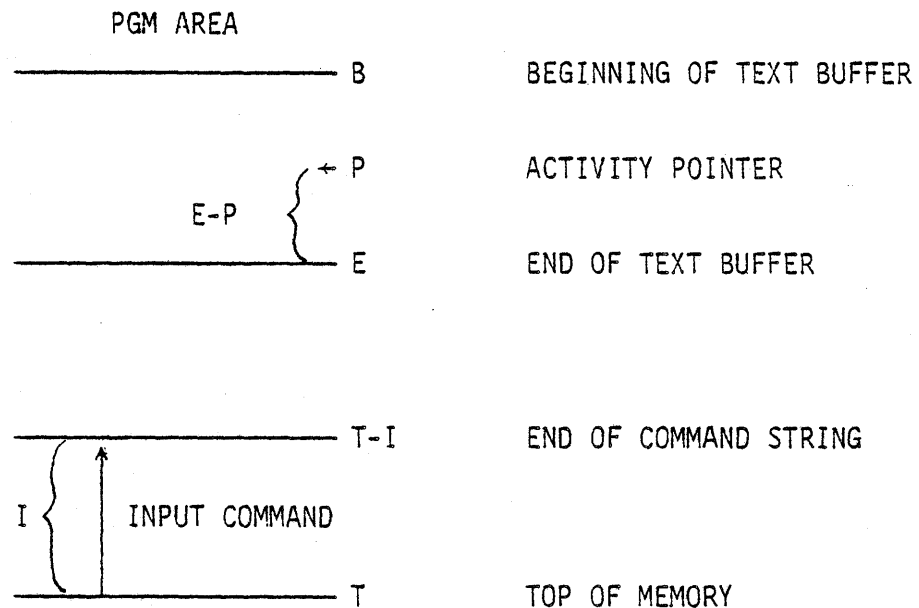 PGM AREA
B BEGINNING OF TEXT BUFFER
← P ACTIVITY POINTER
E-P
E END OF TEXT BUFFER
T-I END OF COMMAND STRING
I INPUT COMMAND
T TOP OF MEMORY